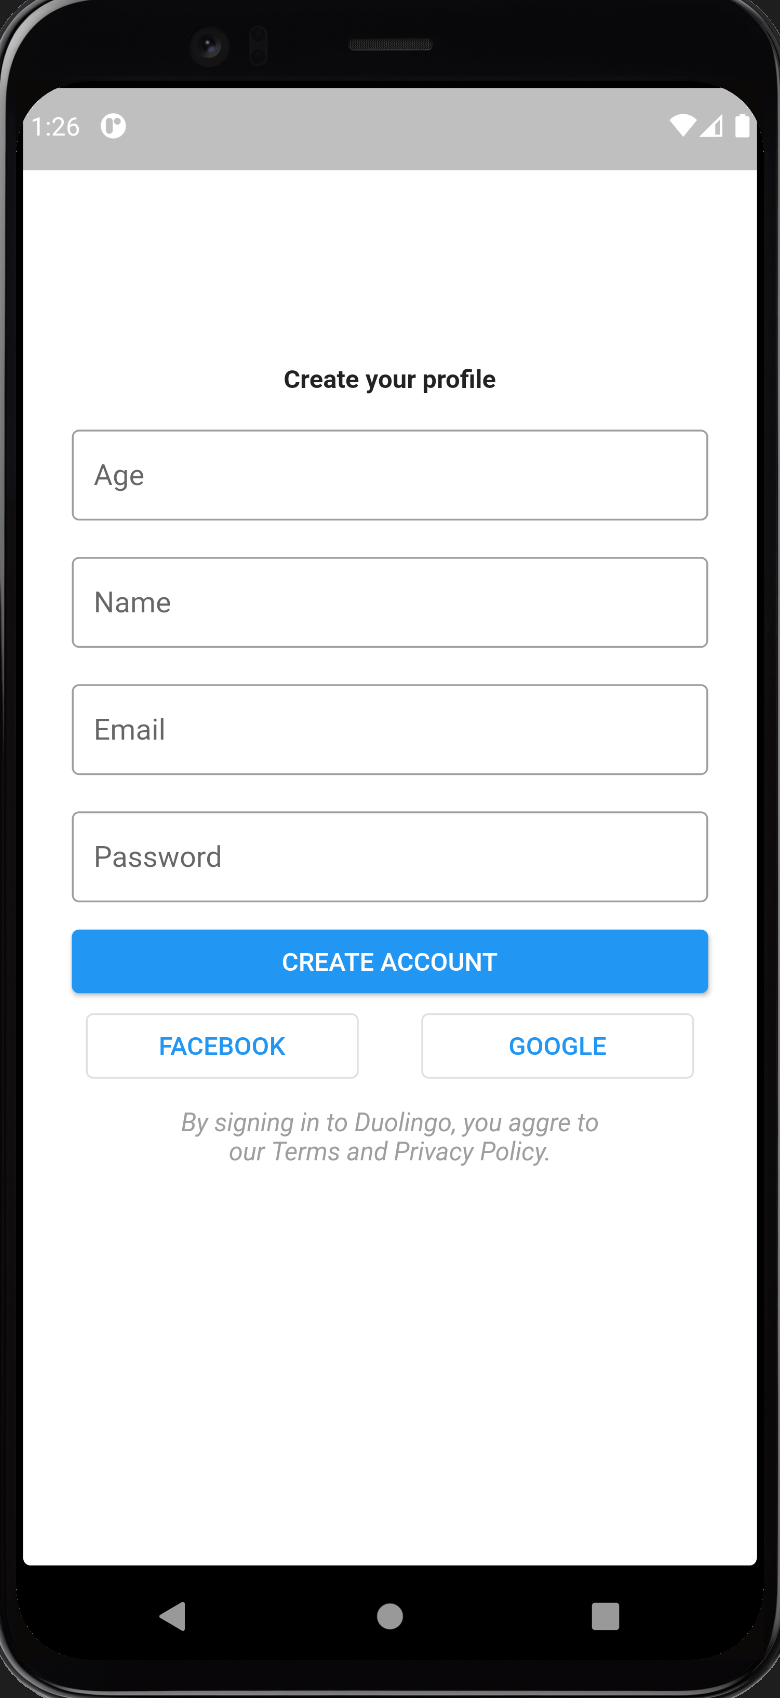 1:26
Create your profile
Age
Name
Email
Password
CREATE ACCOUNT
FACEBOOK
GOOGLE
By signing in to Duolingo, you aggre to
our Terms and Privacy Policy.